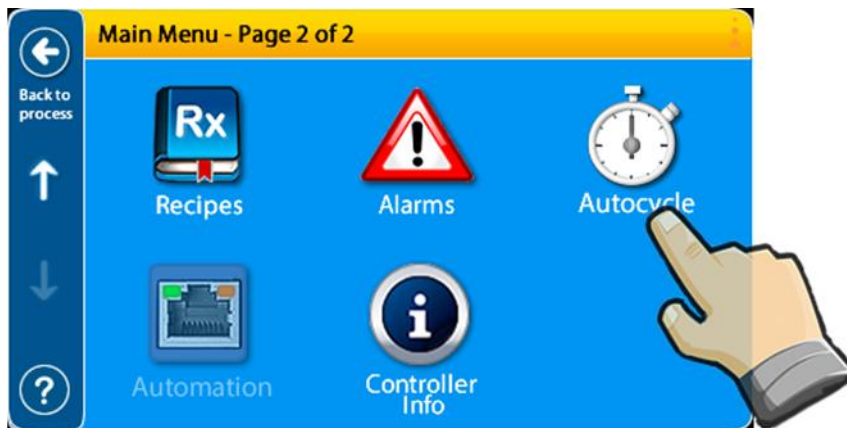 Main Menu - Page 2 of 2
Back to
process
Rx
Recipes
Alarms
Autocycle
Automation
Controller
Info
?